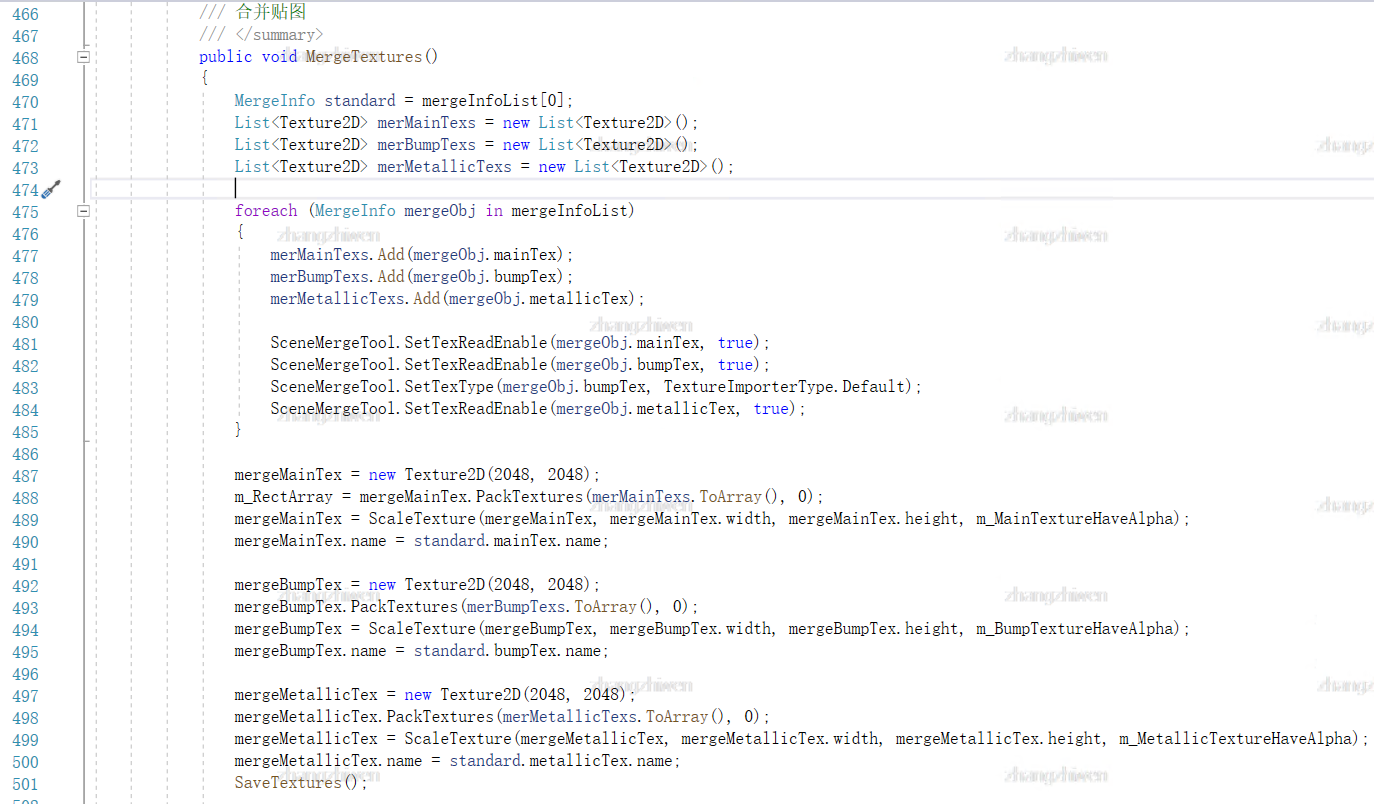 466 /// 合并贴图
467 /// </summary>
468 public void MergeTextures()
469 {
470 MergeInfo standard = mergeInfoList[0];
471 List<Texture2D> merMainTexs = new List<Texture2D>();
472 List<Texture2D> merBumpTexs = new List<Texture2D>();
473 List<Texture2D> merMetallicTexs = new List<Texture2D>();
474
475 foreach (MergeInfo mergeObj in mergeInfoList)
476 {
477 merMainTexs.Add(mergeObj.mainTex);
478 merBumpTexs.Add(mergeObj.bumpTex);
479 merMetallicTexs.Add(mergeObj.metallicTex);
480
481 SceneMergeTool.SetTexReadEnable(mergeObj.mainTex, true);
482 SceneMergeTool.SetTexReadEnable(mergeObj.bumpTex, true);
483 SceneMergeTool.SetTexType(mergeObj.bumpTex, TextureImporterType.Default);
484 SceneMergeTool.SetTexReadEnable(mergeObj.metallicTex, true);
485 }
486
487 mergeMainTex = new Texture2D(2048, 2048);
488 m_RectArray = mergeMainTex.PackTextures(merMainTexs.ToArray(), 0);
489 mergeMainTex = ScaleTexture(mergeMainTex, mergeMainTex.width, mergeMainTex.height, m_MainTextureHaveAlpha);
490 mergeMainTex.name = standard.mainTex.name;
491
492 mergeBumpTex = new Texture2D(2048, 2048);
493 mergeBumpTex.PackTextures(merBumpTexs.ToArray(), 0);
494 mergeBumpTex = ScaleTexture(mergeBumpTex, mergeBumpTex.width, mergeBumpTex.height, m_BumpTextureHaveAlpha);
495 mergeBumpTex.name = standard.bumpTex.name;
496
497 mergeMetallicTex = new Texture2D(2048, 2048);
498 mergeMetallicTex.PackTextures(merMetallicTexs.ToArray(), 0);
499 mergeMetallicTex = ScaleTexture(mergeMetallicTex, mergeMetallicTex.width, mergeMetallicTex.height, m_MetallicTextureHaveAlpha);
500 mergeMetallicTex.name = standard.metallicTex.name;
501 SaveTextures();